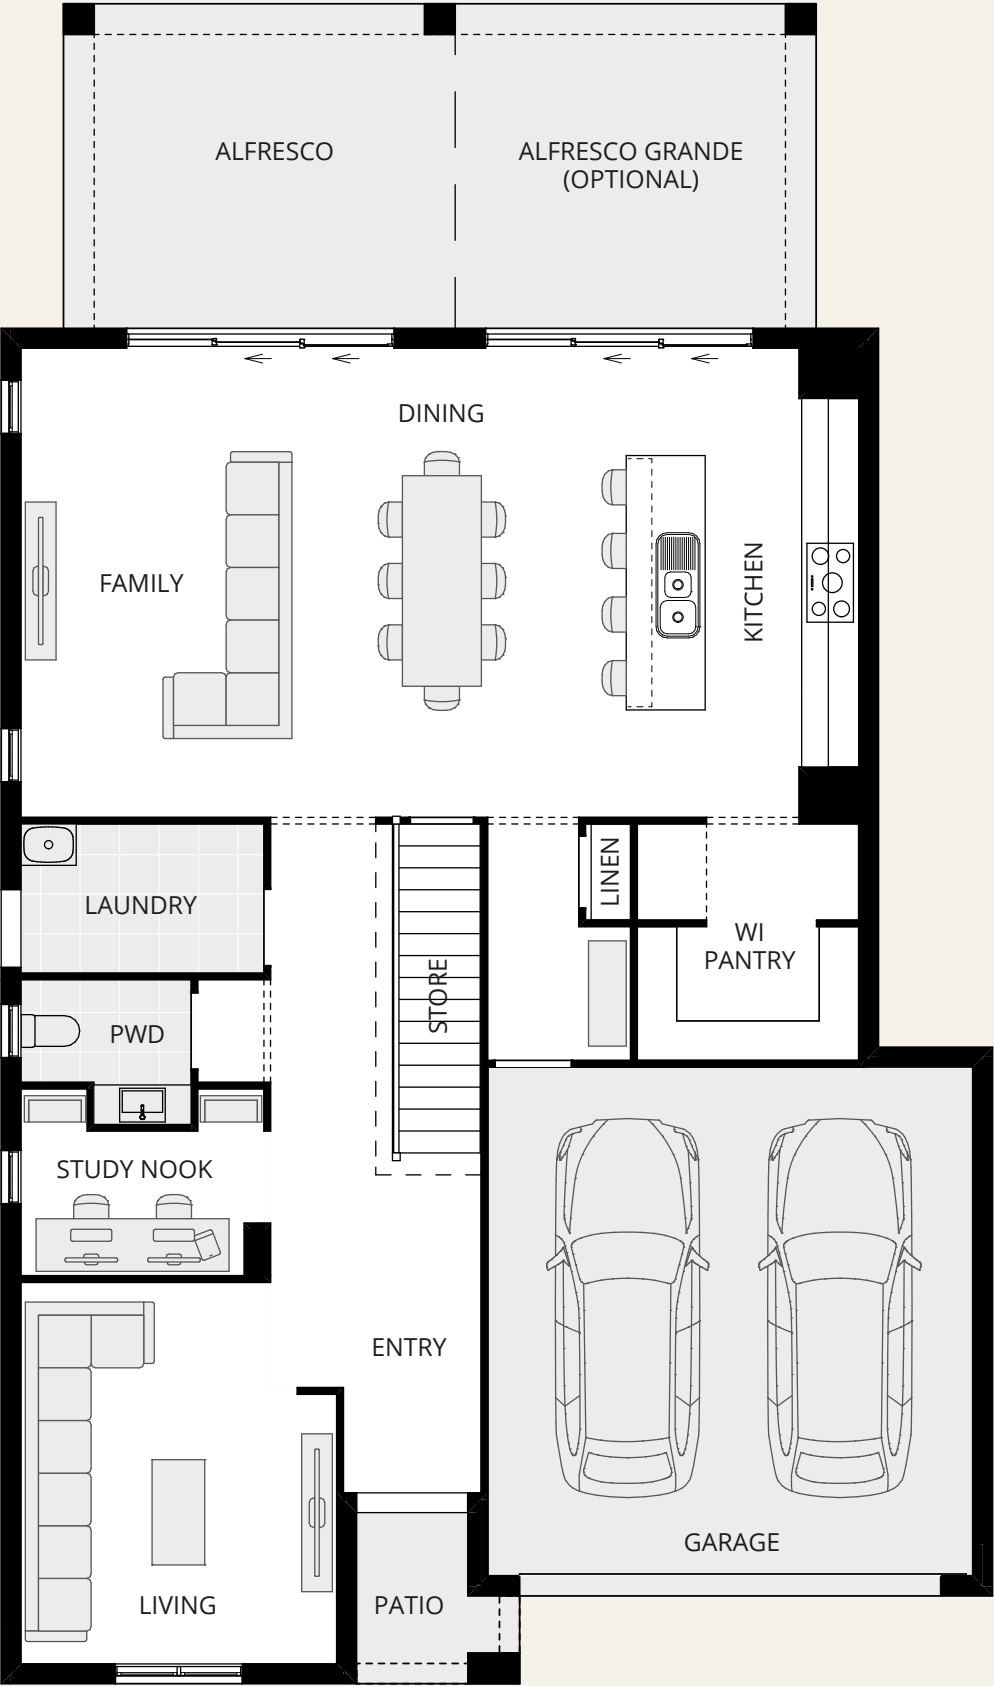 ALFRESCO
ALFRESCO GRANDE
(OPTIONAL)
DINING
FAMILY
KITCHEN
LINEN
LAUNDRY
WI
PANTRY
STORE
PWD
STUDY NOOK
ENTRY
GARAGE
LIVING
PATIO